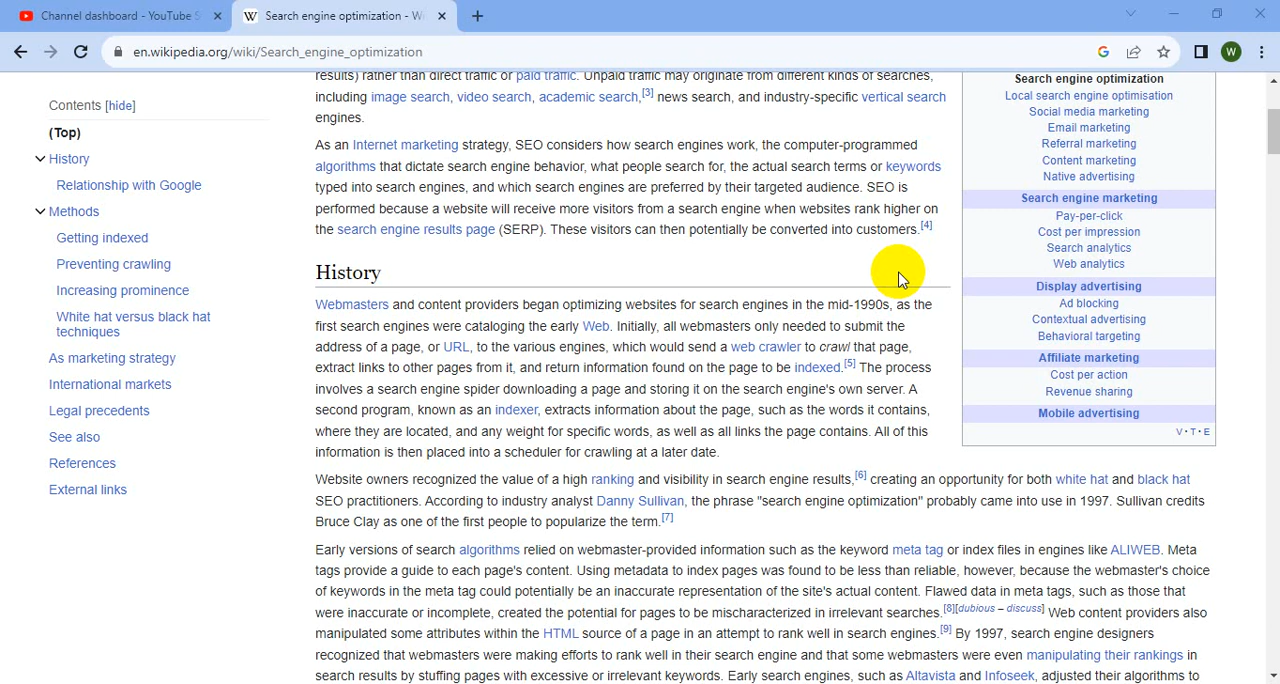 Channel dashboard - YouTube S
Search engine optimization - Wi
en.wikipedia.org/wiki/Search_engine_optimization
W
Contents [hide]
(Top)
History
Relationship with Google
Methods
Getting indexed
Preventing crawling
Increasing prominence
White hat versus black hat
techniques
As marketing strategy
International markets
Legal precedents
See also
References
External links
results) rather than direct traffic or paid traffic. Unpaid traffic may originate from different kinds of searches,
including image search, video search, academic search,[3] news search, and industry-specific vertical search
engines.
As an Internet marketing strategy, SEO considers how search engines work, the computer-programmed
algorithms that dictate search engine behavior, what people search for, the actual search terms or keywords
typed into search engines, and which search engines are preferred by their targeted audience. SEO is
performed because a website will receive more visitors from a search engine when websites rank higher on
the search engine results page (SERP). These visitors can then potentially be converted into customers.[4]
History
Webmasters and content providers began optimizing websites for search engines in the mid-1990s, as the
first search engines were cataloging the early Web. Initially, all webmasters only needed to submit the
address of a page, or URL, to the various engines, which would send a web crawler to crawl that page,
extract links to other pages from it, and return information found on the page to be indexed.[5] The process
involves a search engine spider downloading a page and storing it on the search engine's own server. A
second program, known as an indexer, extracts information about the page, such as the words it contains,
where they are located, and any weight for specific words, as well as all links the page contains. All of this
information is then placed into a scheduler for crawling at a later date.
Website owners recognized the value of a high ranking and visibility in search engine results,[6] creating an opportunity for both white hat and black hat
SEO practitioners. According to industry analyst Danny Sullivan, the phrase "search engine optimization" probably came into use in 1997. Sullivan credits
Bruce Clay as one of the first people to popularize the term.[7]
Early versions of search algorithms relied on webmaster-provided information such as the keyword meta tag or index files in engines like ALIWEB. Meta
tags provide a guide to each page's content. Using metadata to index pages was found to be less than reliable, however, because the webmaster's choice
of keywords in the meta tag could potentially be an inaccurate representation of the site's actual content. Flawed data in meta tags, such as those that
were inaccurate or incomplete, created the potential for pages to be mischaracterized in irrelevant searches.[8][dubious – discuss] Web content providers also
manipulated some attributes within the HTML source of a page in an attempt to rank well in search engines.[9] By 1997, search engine designers
recognized that webmasters were making efforts to rank well in their search engine and that some webmasters were even manipulating their rankings in
search results by stuffing pages with excessive or irrelevant keywords. Early search engines, such as Altavista and Infoseek, adjusted their algorithms to
Search engine optimization
Local search engine optimisation
Social media marketing
Email marketing
Referral marketing
Content marketing
Native advertising
Search engine marketing
Pay-per-click
Cost per impression
Search analytics
Web analytics
Display advertising
Ad blocking
Contextual advertising
Behavioral targeting
Affiliate marketing
Cost per action
Revenue sharing
Mobile advertising
V · T · E